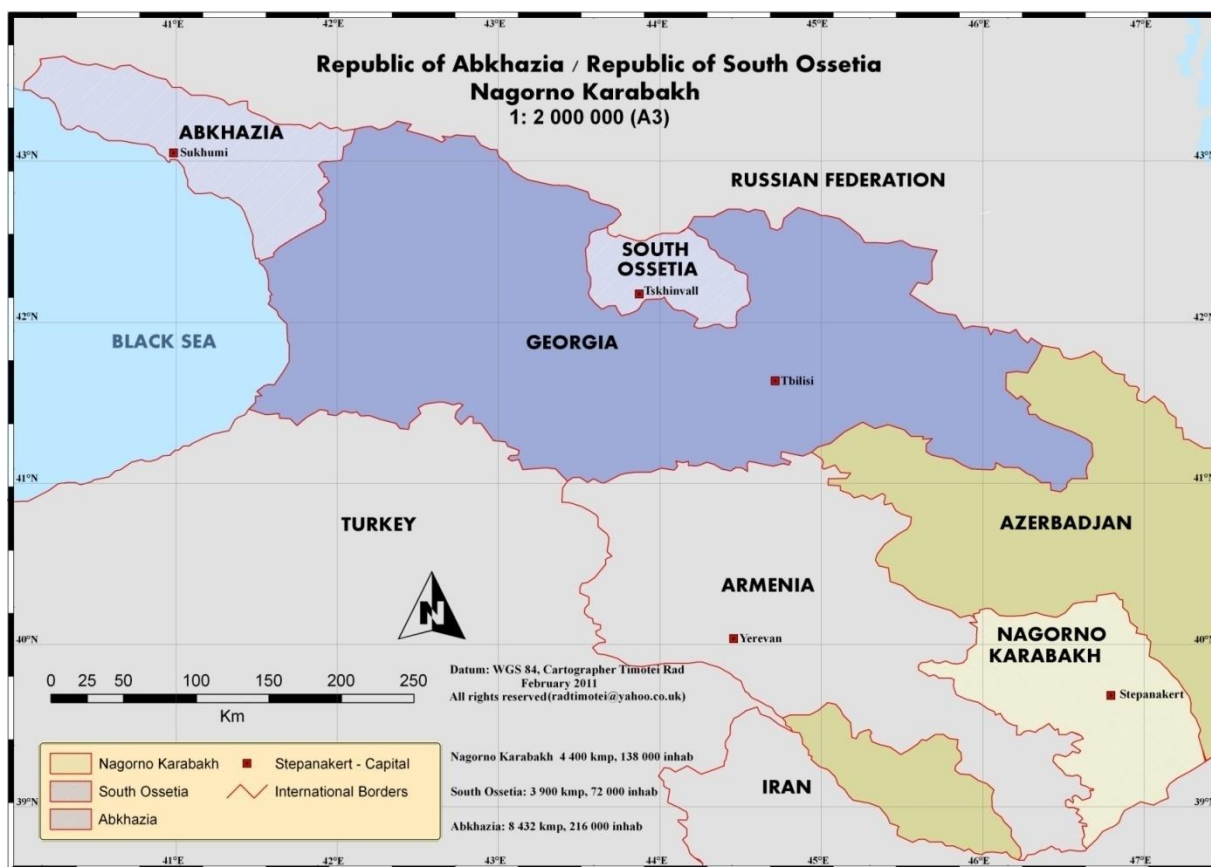 41°E 42°E 43°E 44°E 45°E 46°E 47°E
Republic of Abkhazia / Republic of South Ossetia
Nagorno Karabakh
1: 2 000 000 (A3)
ABKHAZIA
Sukhumi
43°N
43°N
RUSSIAN FEDERATION
SOUTH
OSSETIA
Tskhinvall
42°N
42°N
BLACK SEA
GEORGIA
Tbilisi
41°N
41°N
TURKEY
AZERBADJAN
ARMENIA
N
Yerevan
40°N
40°N
NAGORNO
KARABAKH
Stepanakert
Datum: WGS 84, Cartographer Timotei Rad
February 2011
All rights reserved(radtimotei@yahoo.co.uk)
0 25 50 100 150 200 250
Km
Nagorno Karabakh 4 400 kmp, 138 000 inhab
South Ossetia: 3 900 kmp, 72 000 inhab
Abkhazia: 8 432 kmp, 216 000 inhab
IRAN
39°N
39°N
Nagorno Karabakh
Stepanakert - Capital
South Ossetia
International Borders
Abkhazia
41°E 42°E 43°E 44°E 45°E 46°E 47°E